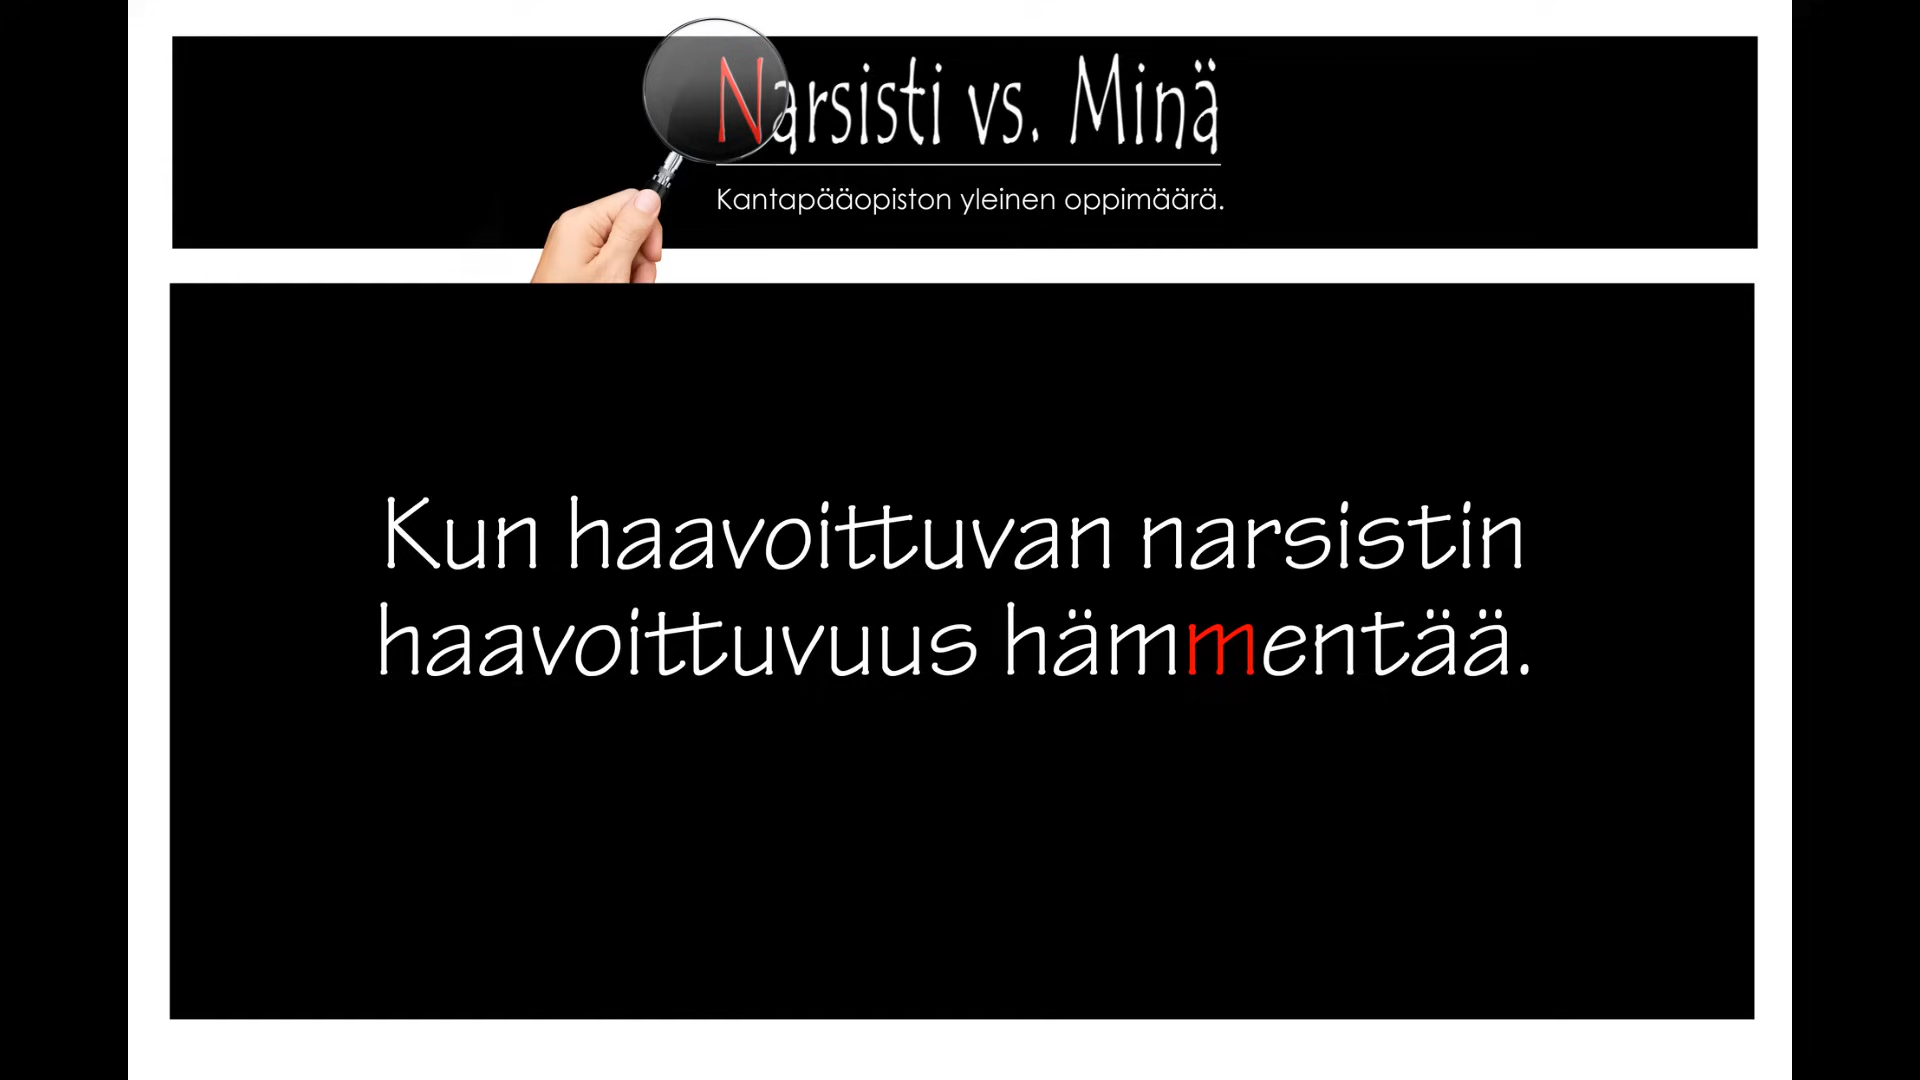 Narsisti vs. Minä
Kantapääopiston yleinen oppimäärä.
Kun haavoittuvan narsistin
haavoittuvuus hämmentää.